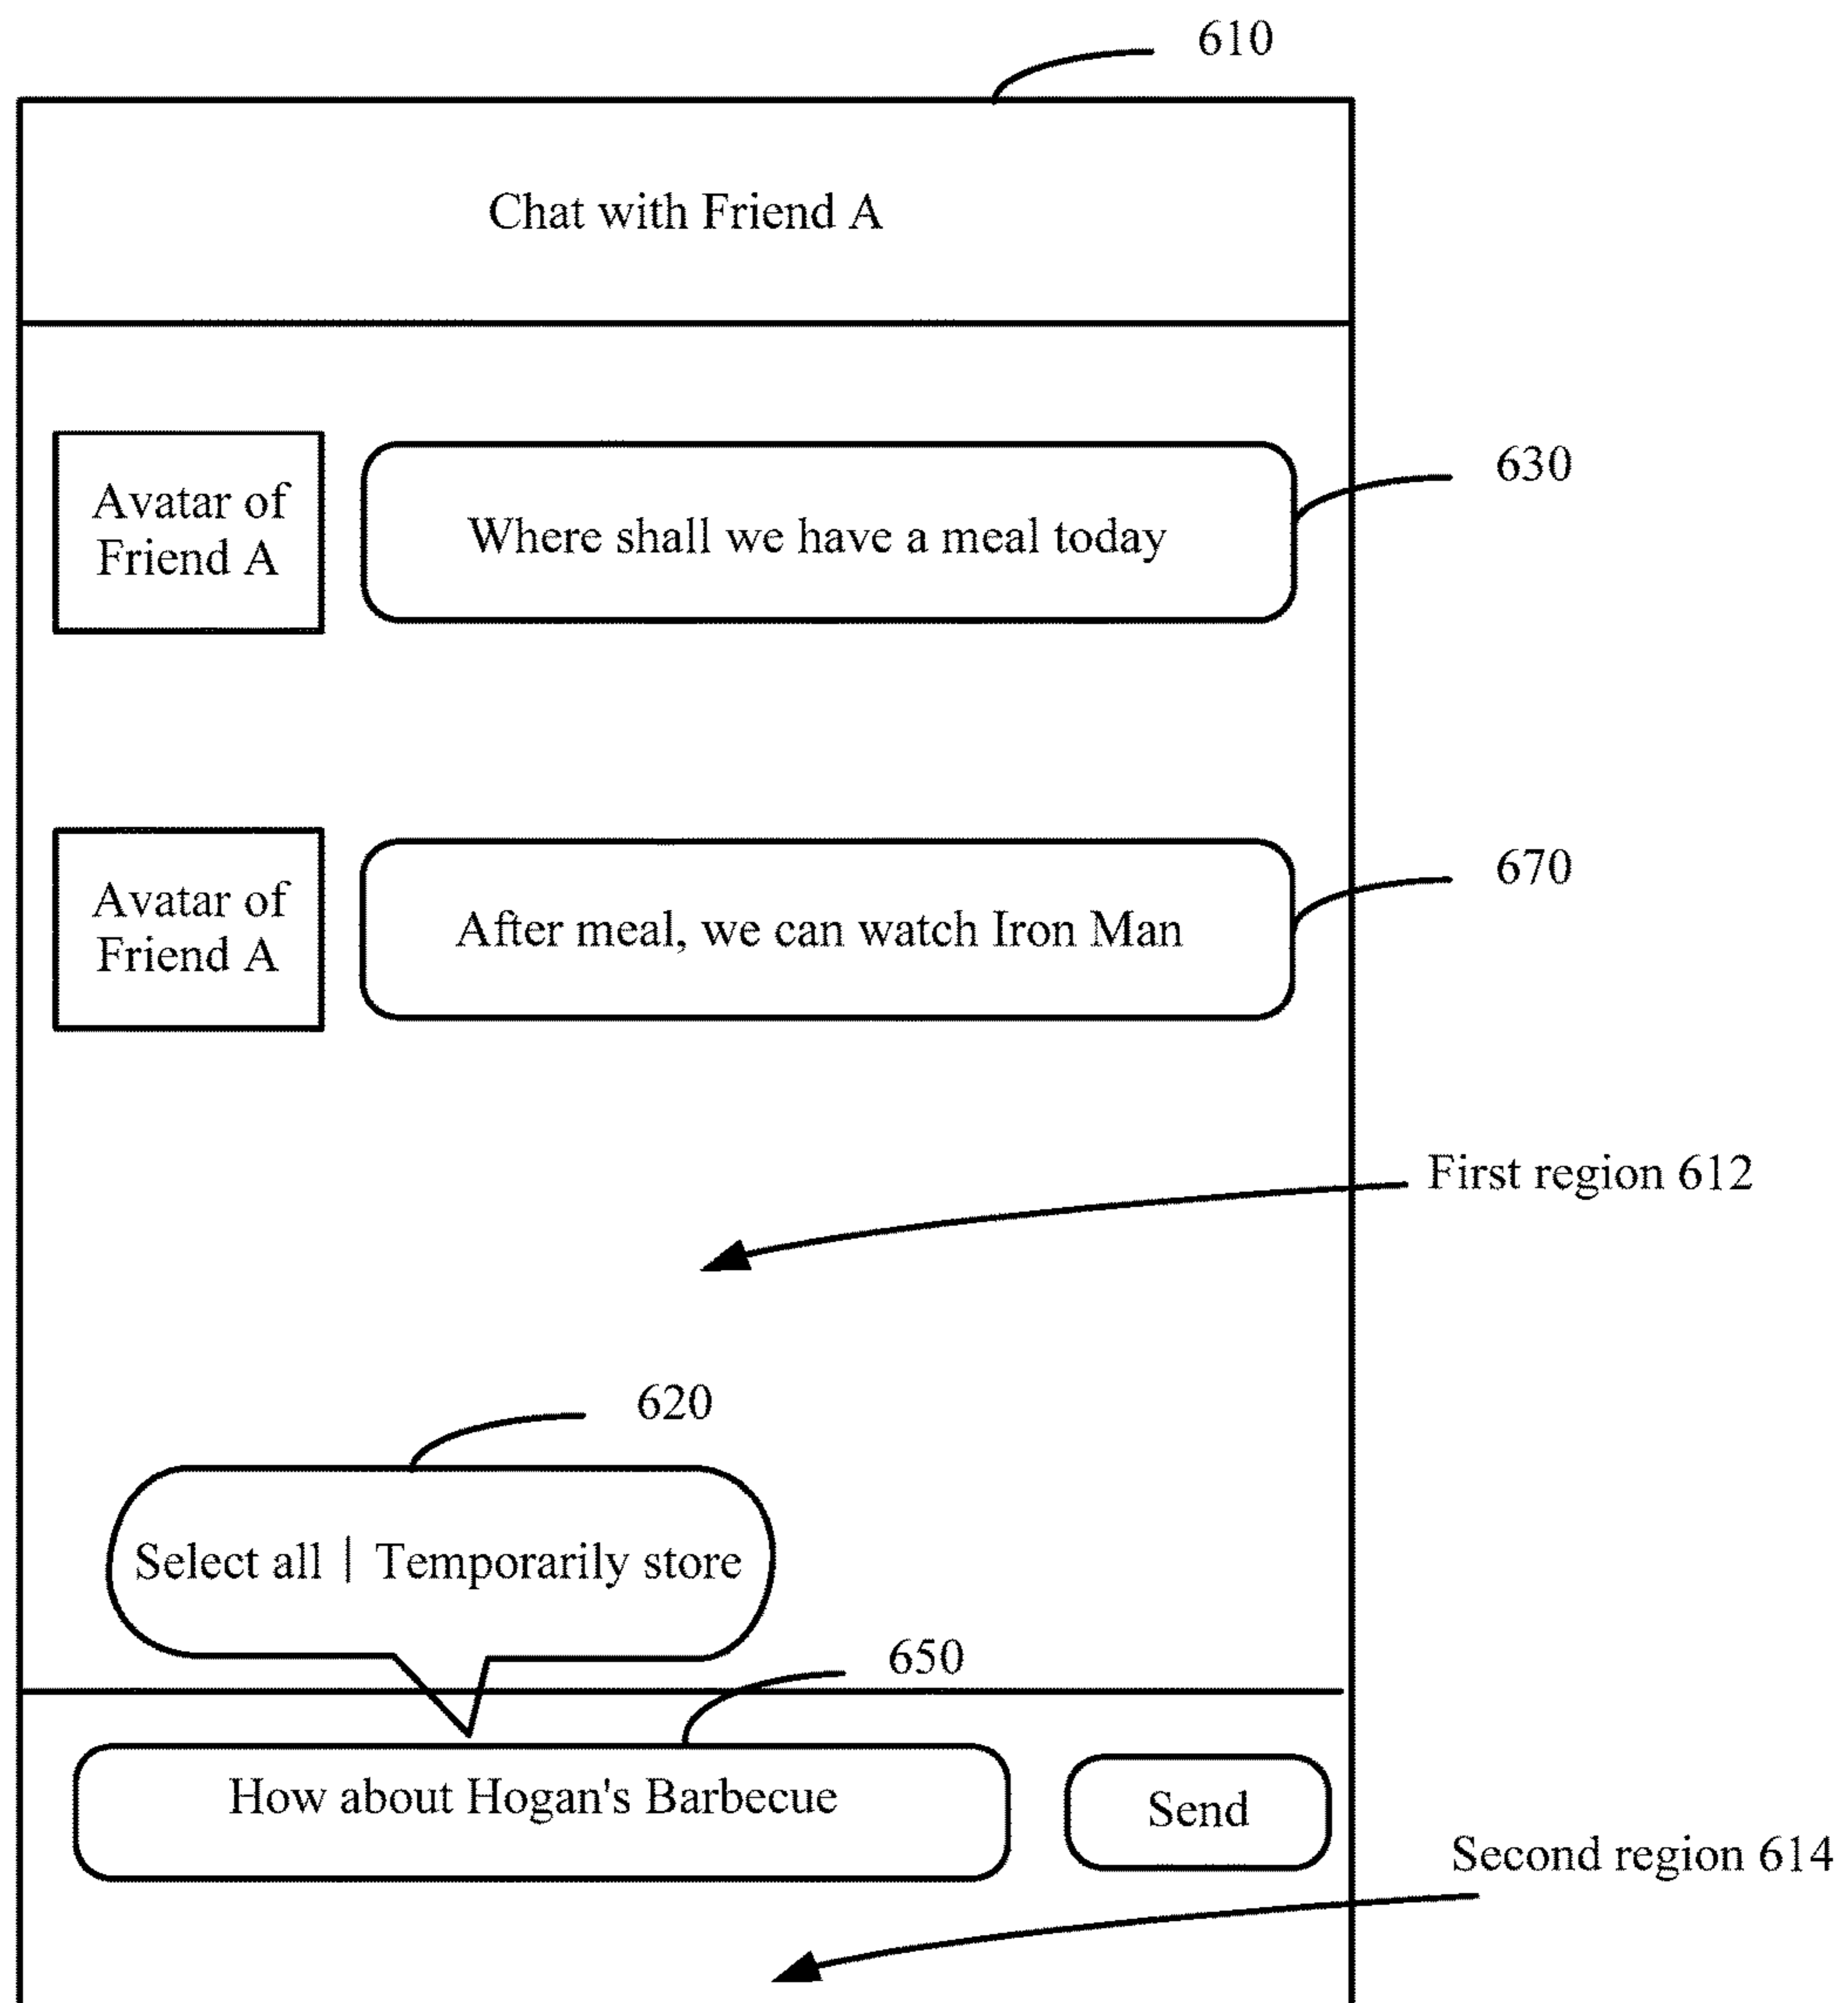 610
Chat with Friend A
Avatar of
Friend A
Where shall we have a meal today
630
Avatar of
Friend A
After meal, we can watch Iron Man
670
First region 612
620
Select all | Temporarily store
650
How about Hogan's Barbecue
Send
Second region 614